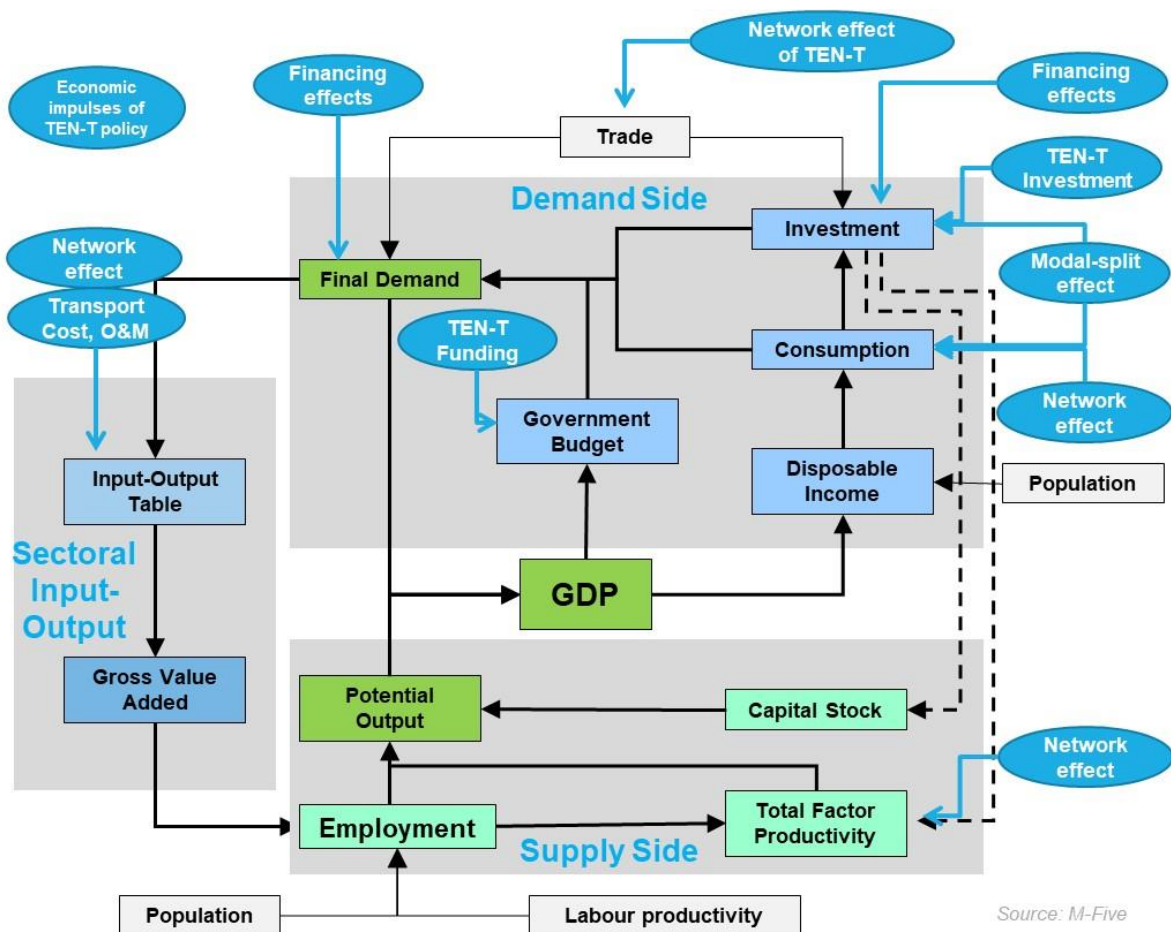 Network effect
of TEN-T
Economic
impulses of
TEN-T policy
Financing
effects
Financing
effects
Trade
TEN-T
Investment
Demand Side
Investment
Network
effect
Transport
Cost, O&M
Final Demand
Modal-split
effect
TEN-T
Funding
Consumption
Network
effect
Government
Budget
Input-Output
Table
Disposable
Income
Population
Sectoral
Input-
Output
GDP
Gross Value
Added
Potential
Output
Capital Stock
Network
effect
Employment
Total Factor
Productivity
Supply Side
Population
Labour productivity
Source: M-Five